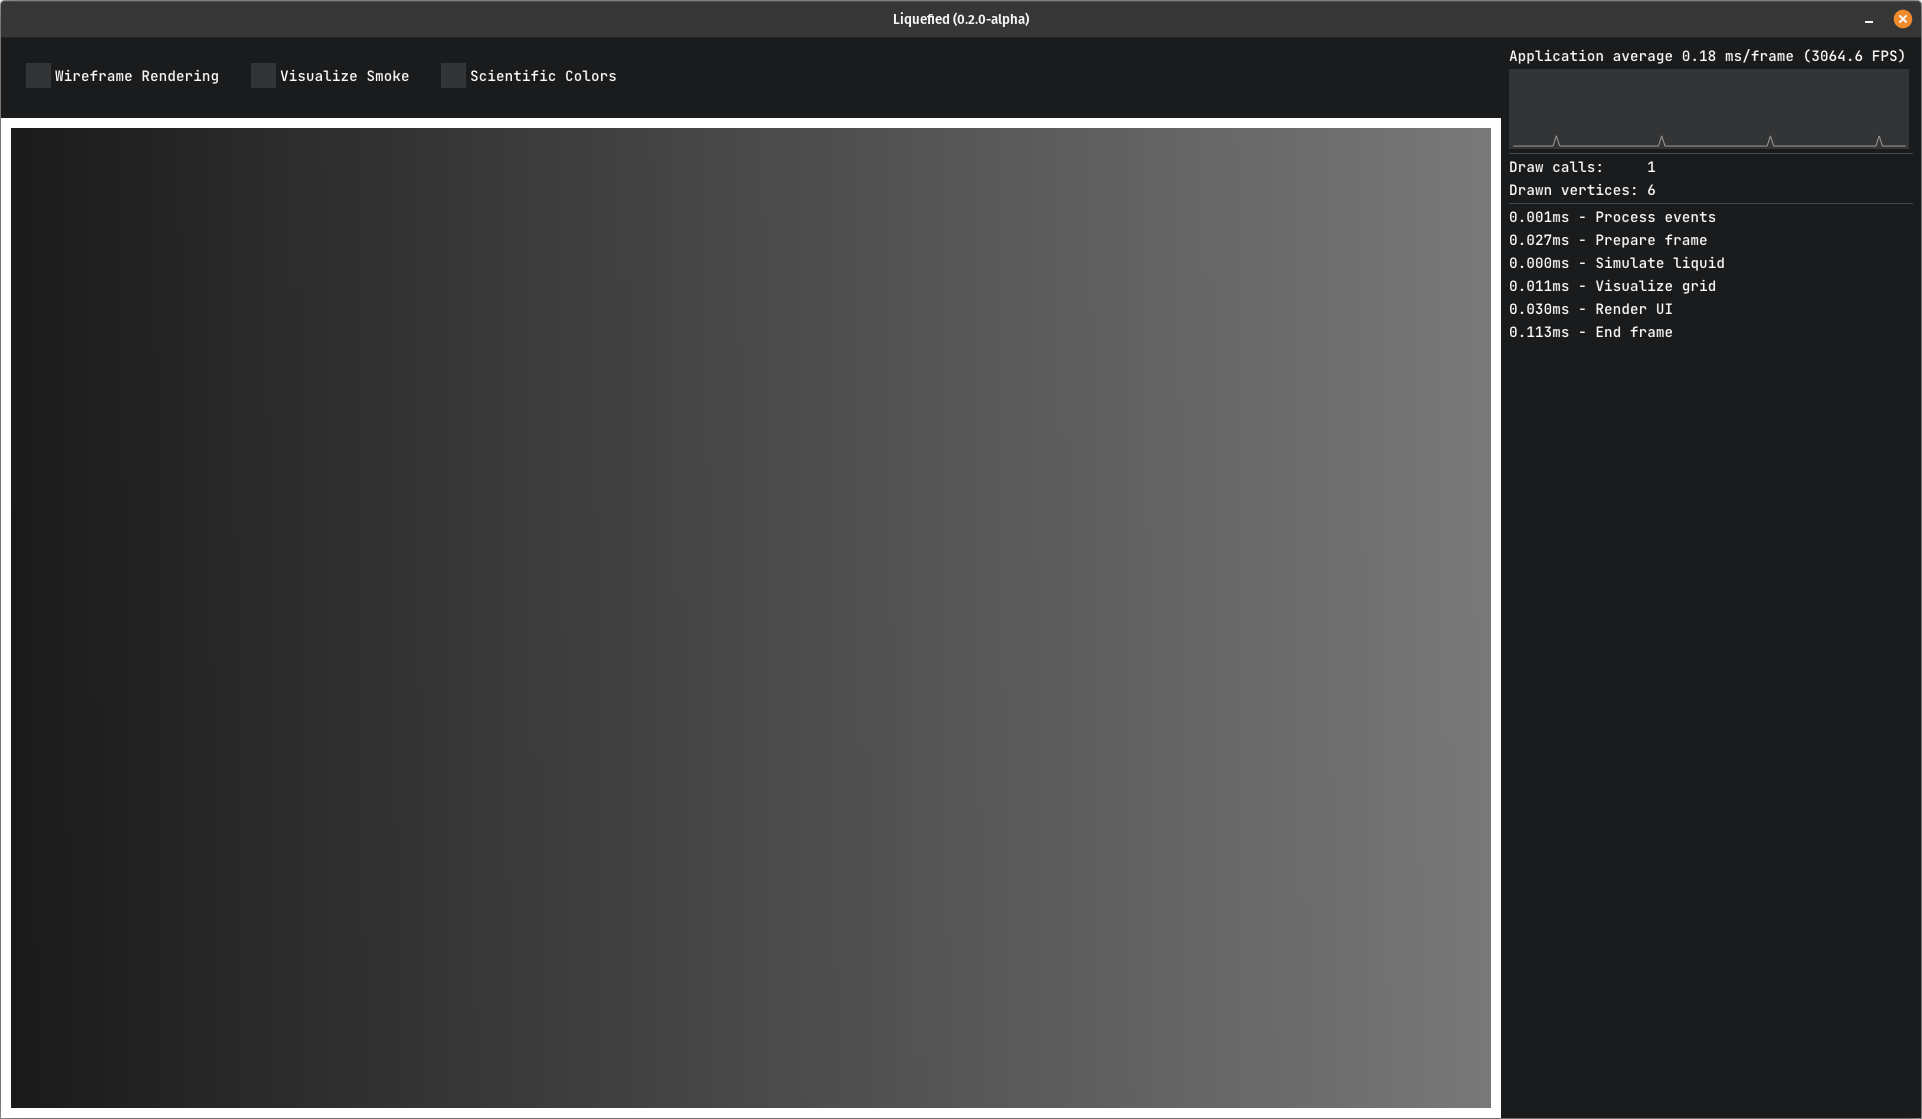 Liquefied (0.2.0-alpha)
Wireframe Rendering Visualize Smoke Scientific Colors
Application average 0.18 ms/frame (3064.6 FPS)
Draw calls: 1
Drawn vertices: 6
0.001ms - Process events
0.027ms - Prepare frame
0.000ms - Simulate liquid
0.011ms - Visualize grid
0.030ms - Render UI
0.113ms - End frame